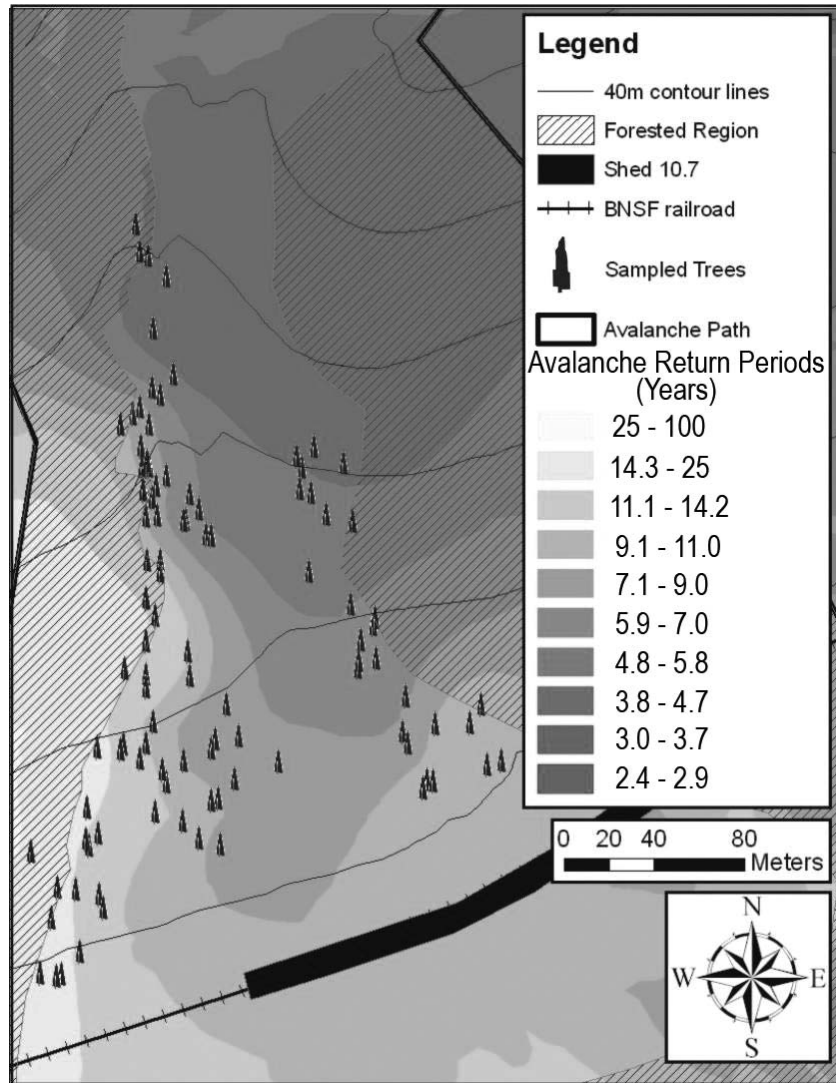 Legend
40m contour lines
Forested Region
Shed 10.7
BNSF railroad
Sampled Trees
Avalanche Path
Avalanche Return Periods
(Years)
25 - 100
14.3 - 25
11.1 - 14.2
9.1 - 11.0
7.1 - 9.0
5.9 - 7.0
4.8 - 5.8
3.8 - 4.7
3.0 - 3.7
2.4 - 2.9
0 20 40 80
Meters
N
W E
S